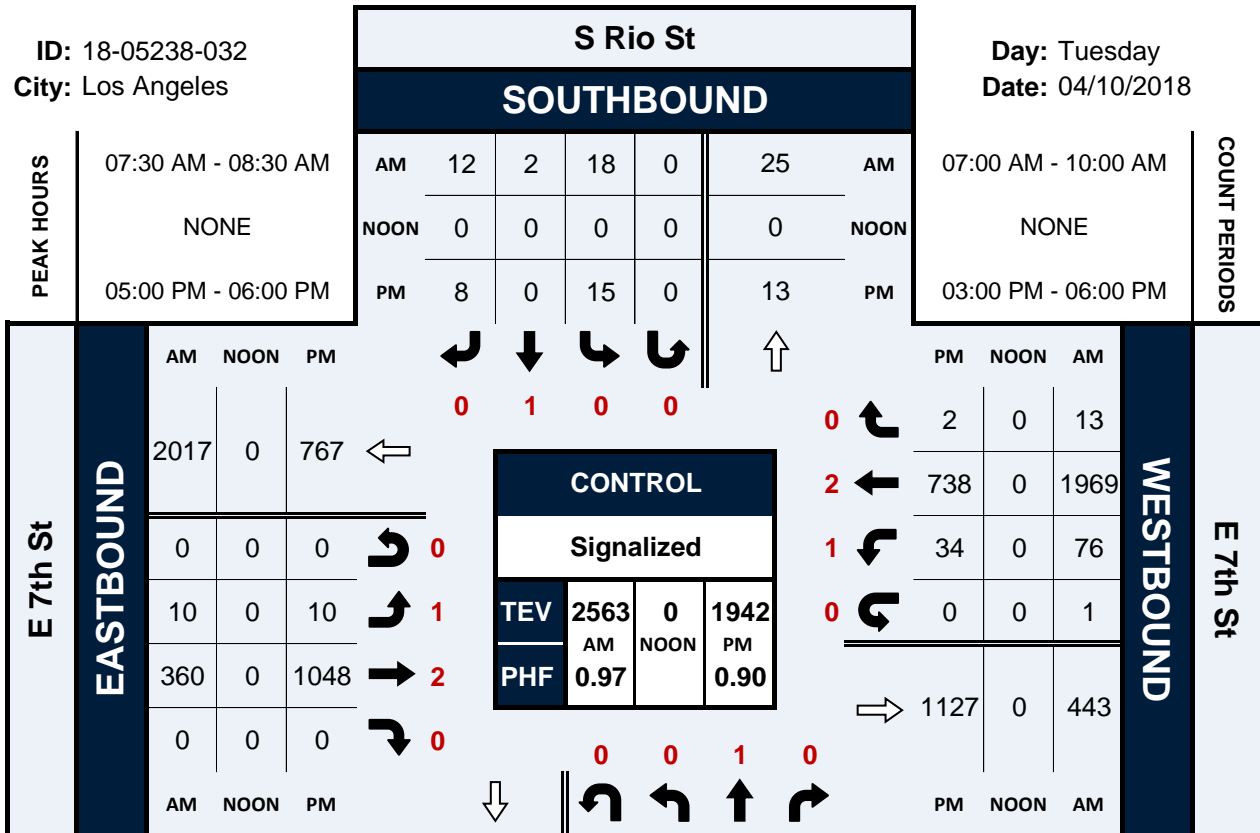 ID: 18-05238-032
City: Los Angeles
S Rio St
SOUTHBOUND
Day: Tuesday
Date: 04/10/2018
PEAK HOURS
07:30 AM - 08:30 AM
NONE
05:00 PM - 06:00 PM
AM 12 2 18 0 25 AM
NOON 0 0 0 0 0 NOON
PM 8 0 15 0 13 PM
07:00 AM - 10:00 AM
NONE
03:00 PM - 06:00 PM
COUNT PERIODS
0 1 0 0
E 7th St
EASTBOUND
AM NOON PM
2017 0 767
0 0 0 0
10 0 10 1
360 0 1048 2
0 0 0 0
AM NOON PM
CONTROL
Signalized
TEV 2563 0 1942
AM NOON PM
PHF 0.97 0.90
PM NOON AM
0 2 0 13
2 738 0 1969
1 34 0 76
0 0 0 1
1127 0 443
PM NOON AM
WESTBOUND
E 7th St
0 0 1 0